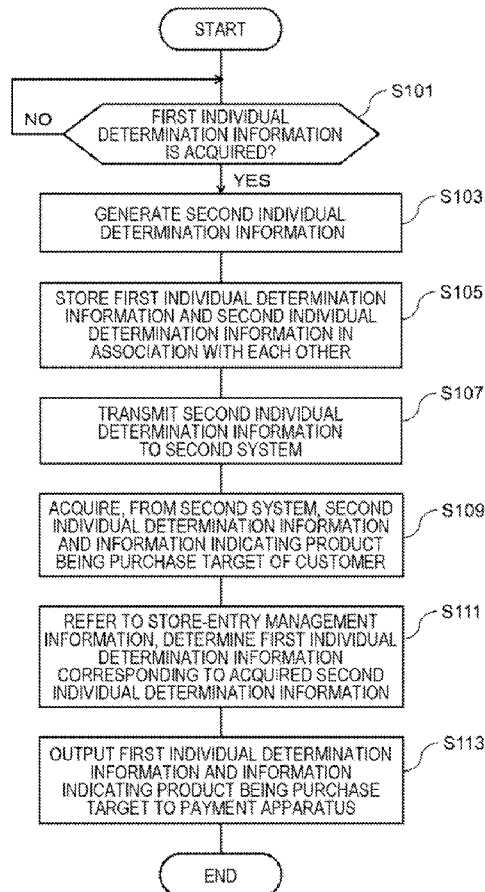 START
S101
NO
FIRST INDIVIDUAL
DETERMINATION INFORMATION
IS ACQUIRED?
YES
S103
GENERATE SECOND INDIVIDUAL
DETERMINATION INFORMATION
S105
STORE FIRST INDIVIDUAL DETERMINATION
INFORMATION AND SECOND INDIVIDUAL
DETERMINATION INFORMATION IN
ASSOCIATION WITH EACH OTHER
S107
TRANSMIT SECOND INDIVIDUAL
DETERMINATION INFORMATION
TO SECOND SYSTEM
S109
ACQUIRE, FROM SECOND SYSTEM, SECOND
INDIVIDUAL DETERMINATION INFORMATION
AND INFORMATION INDICATING PRODUCT
BEING PURCHASE TARGET OF CUSTOMER
S111
REFER TO STORE-ENTRY MANAGEMENT
INFORMATION, DETERMINE FIRST INDIVIDUAL
DETERMINATION INFORMATION
CORRESPONDING TO ACQUIRED SECOND
INDIVIDUAL DETERMINATION INFORMATION
S113
OUTPUT FIRST INDIVIDUAL DETERMINATION
INFORMATION AND INFORMATION
INDICATING PRODUCT BEING PURCHASE
TARGET TO PAYMENT APPARATUS
END